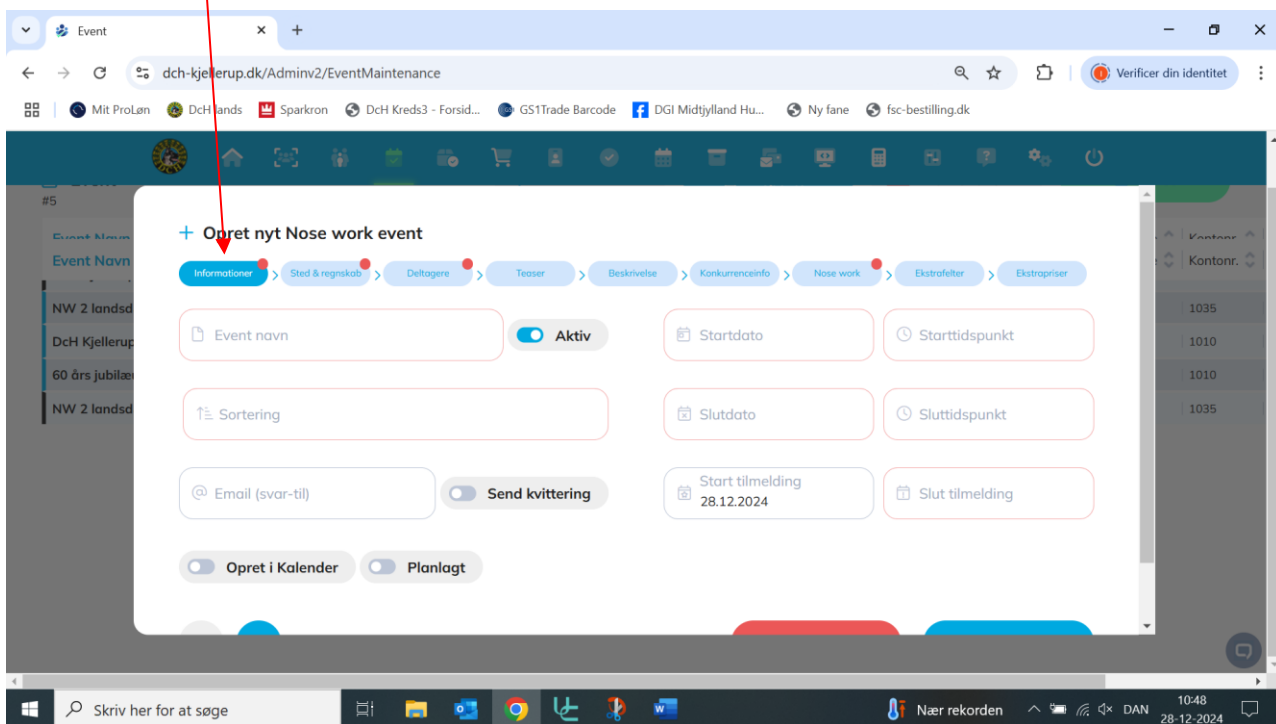 Event
dch-kjellerup.dk/Adminv2/EventMaintenance
Verificer din identitet
Mit ProLøn
DcH lands
Sparkron
DcH Kreds3 - Forsid...
GS1Trade Barcode
DGI Midtjylland Hu...
Ny fane
fsc-bestilling.dk
#5
Event Navn
Kontonr.
Event Navn
Kontonr.
NW 2 landsd
1035
DcH Kjellerup
1010
60 års jubilæ
1010
NW 2 landsd
1035
+ Opret nyt Nose work event
Informationer > Sted & regnskab > Deltagere > Teaser > Beskrivelse > Konkurrenceinfo > Nose work > Ekstrafelter > Ekstrapriser
Event navn
Aktiv
Startdato
Starttidspunkt
Sortering
Slutdato
Sluttidspunkt
Email (svar-til)
Send kvittering
Start tilmelding
28.12.2024
Slut tilmelding
Opret i Kalender
Planlagt
Skriv her for at søge
Nær rekorden
DAN
10:48
28-12-2024